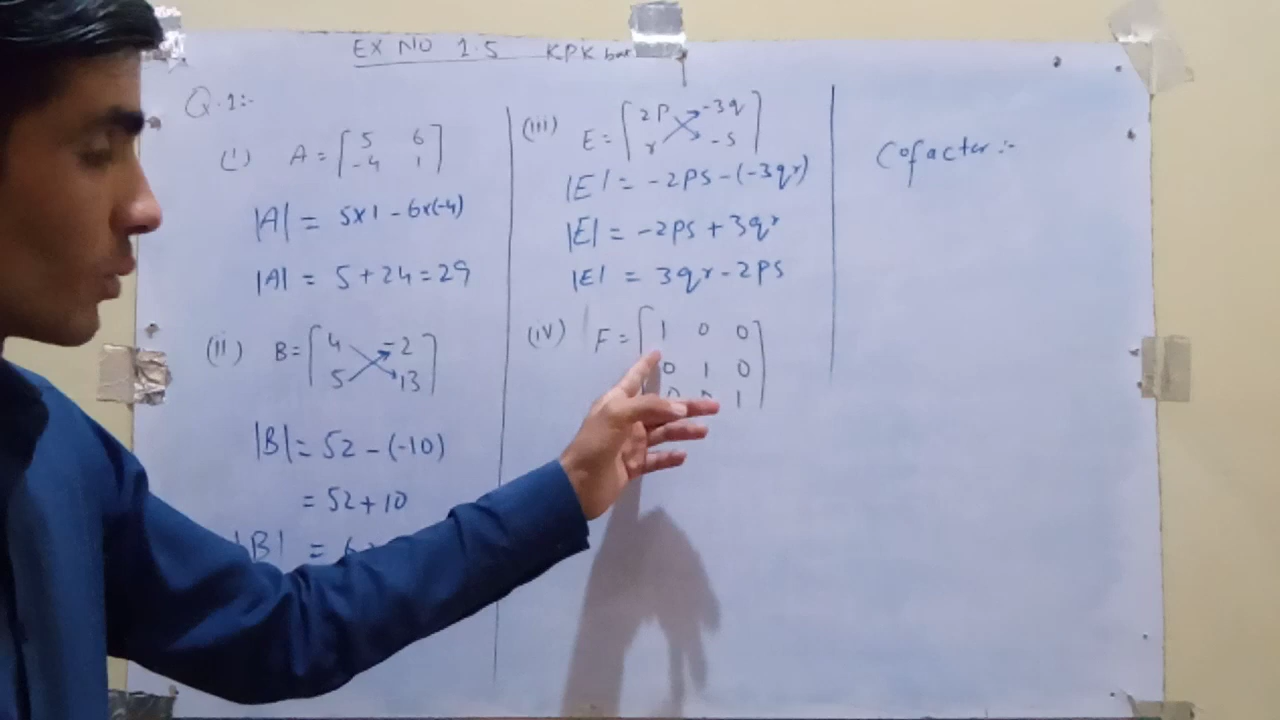 EX NO 1.5 KPK
Q.1:-
(i) A = [5 6
-4 1]
|A| = 5x1 - 6x(-4)
|A| = 5 + 24 = 29
(ii) B = [4 -2
5 13]
|B| = 52 - (-10)
= 52 + 10
|B| =
(iii) E = [2P -3q
r -s]
|E| = -2PS - (-3qr)
|E| = -2PS + 3qr
|E| = 3qr - 2PS
(iv) F = [1 0 0
0 1 0
0 0 1]
Cofactor:-